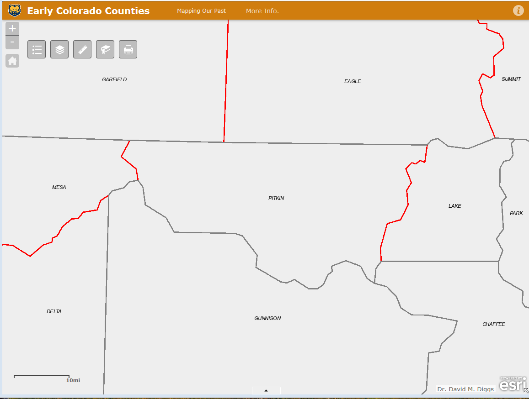 Early Colorado Counties Mapping Our Past More Info.
GARFIELD
EAGLE
SUMMIT
MESA
PITKIN
LAKE
PARK
DELTA
GUNNISON
CHAFFEE
10mi
Dr. David M. Diggs
esri